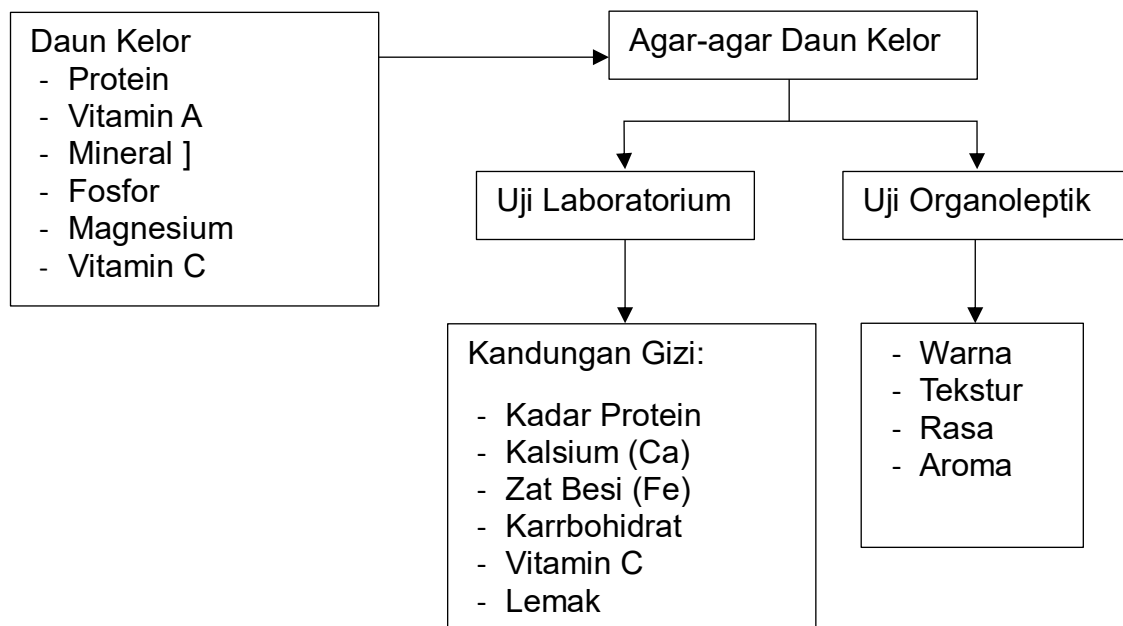 Daun Kelor
- Protein
- Vitamin A
- Mineral ]
- Fosfor
- Magnesium
- Vitamin C
Agar-agar Daun Kelor
Uji Laboratorium
Uji Organoleptik
Kandungan Gizi:
- Kadar Protein
- Kalsium (Ca)
- Zat Besi (Fe)
- Karrbohidrat
- Vitamin C
- Lemak
- Warna
- Tekstur
- Rasa
- Aroma